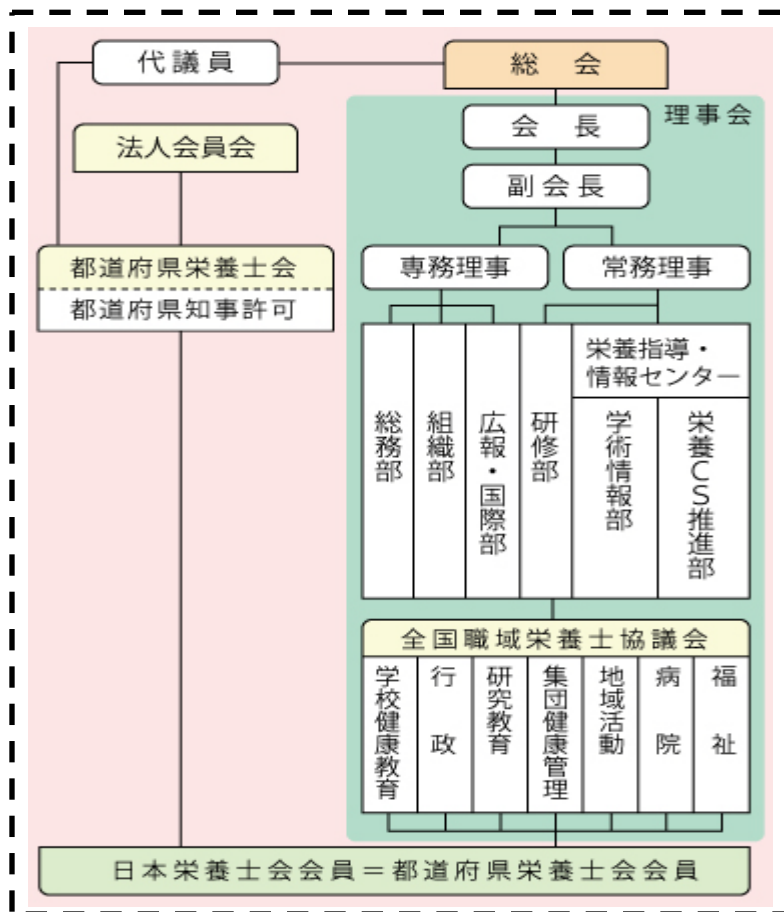 代議員
総会
理事会
会長
法人会員会
副会長
都道府県栄養士会
都道府県知事許可
専務理事
常務理事
総務部
組織部
広報・国際部
研修部
栄養指導・
情報センター
学術情報部
栄養CS推進部
全国職域栄養士協議会
学校健康教育
行政
研究教育
集団健康管理
地域活動
病院
福祉
日本栄養士会会員＝都道府県栄養士会会員